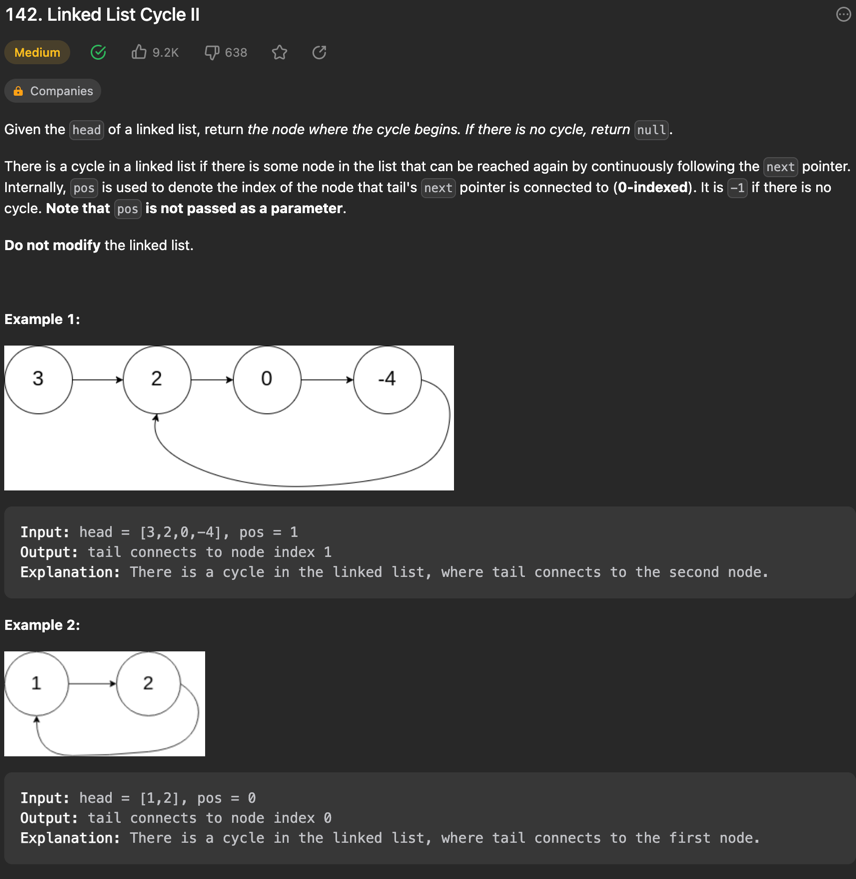 142. Linked List Cycle II
Medium 9.2K 638
Companies
Given the head of a linked list, return the node where the cycle begins. If there is no cycle, return null.
There is a cycle in a linked list if there is some node in the list that can be reached again by continuously following the next pointer.
Internally, pos is used to denote the index of the node that tail's next pointer is connected to (0-indexed). It is -1 if there is no
cycle. Note that pos is not passed as a parameter.
Do not modify the linked list.
Example 1:
3 2 0 -4
Input: head = [3,2,0,-4], pos = 1
Output: tail connects to node index 1
Explanation: There is a cycle in the linked list, where tail connects to the second node.
Example 2:
1 2
Input: head = [1,2], pos = 0
Output: tail connects to node index 0
Explanation: There is a cycle in the linked list, where tail connects to the first node.